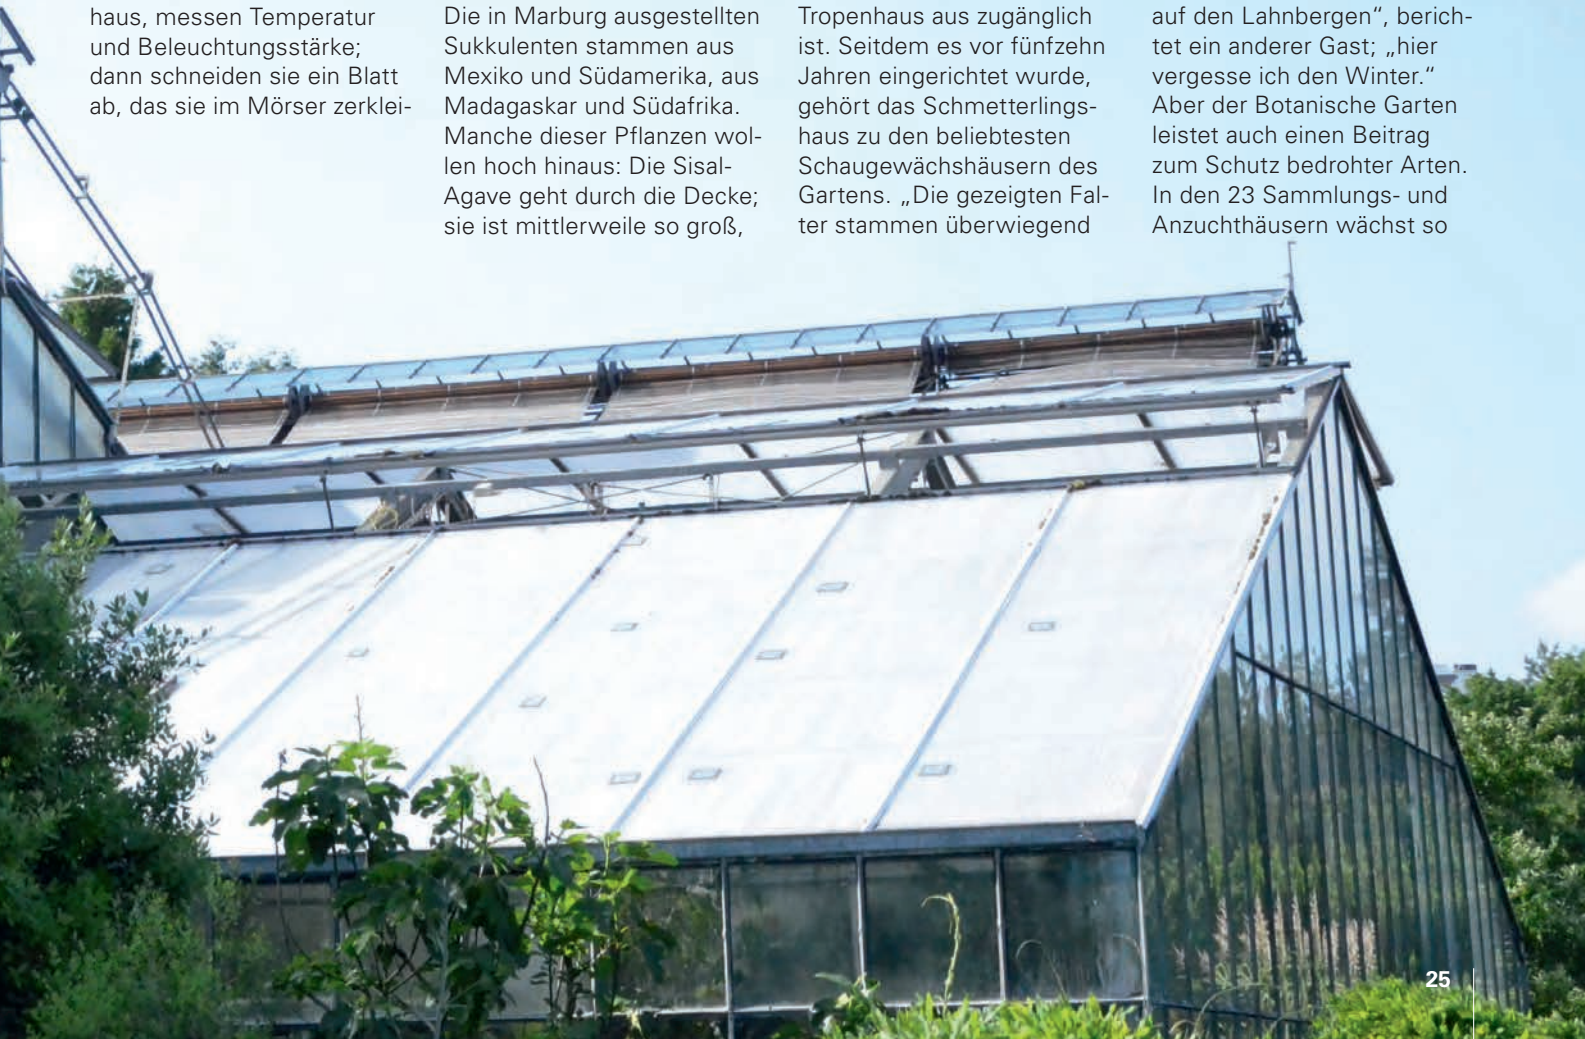 haus, messen Temperatur
und Beleuchtungsstärke;
dann schneiden sie ein Blatt
ab, das sie im Mörser zerklei-
Die in Marburg ausgestellten
Sukkulenten stammen aus
Mexiko und Südamerika, aus
Madagaskar und Südafrika.
Manche dieser Pflanzen wol-
len hoch hinaus: Die Sisal-
Agave geht durch die Decke;
sie ist mittlerweile so groß,
Tropenhaus aus zugänglich
ist. Seitdem es vor fünfzehn
Jahren eingerichtet wurde,
gehört das Schmetterlings-
haus zu den beliebtesten
Schaugewächshäusern des
Gartens. „Die gezeigten Fal-
ter stammen überwiegend
auf den Lahnbergen“, berich-
tet ein anderer Gast; „hier
vergesse ich den Winter.“
Aber der Botanische Garten
leistet auch einen Beitrag
zum Schutz bedrohter Arten.
In den 23 Sammlungs- und
Anzuchthäusern wächst so
25